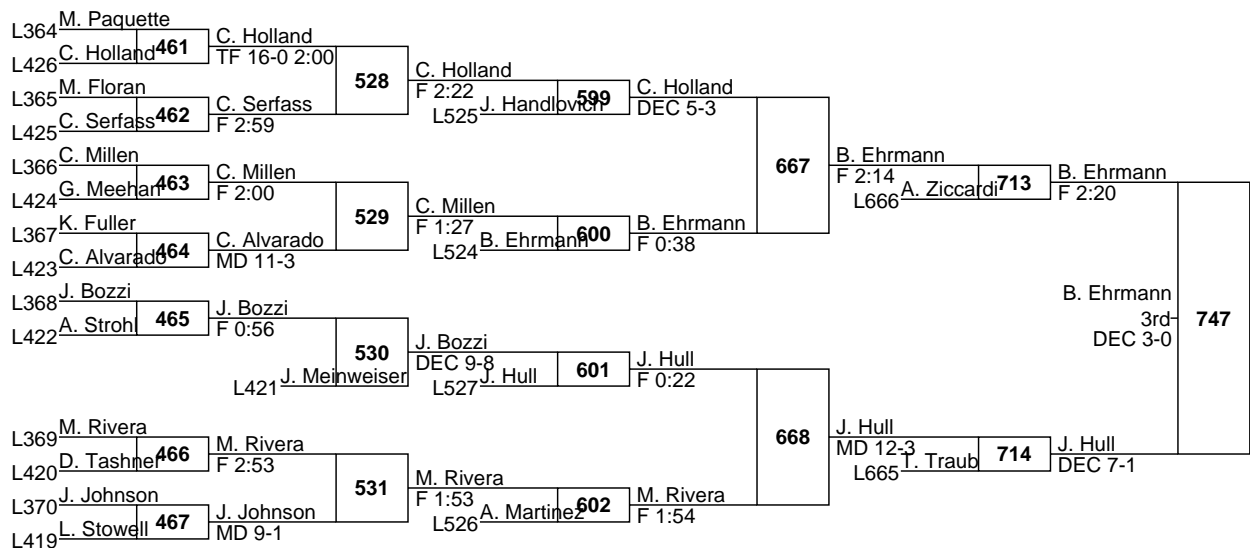 L364 M. Paquette
461
L426 C. Holland
C. Holland
TF 16-0 2:00
L365 M. Floran
462
L425 C. Serfass
C. Serfass
F 2:59
528
C. Holland
F 2:22
L525 J. Handlovich
599
C. Holland
DEC 5-3
L366 C. Millen
463
L424 G. Meehan
C. Millen
F 2:00
L367 K. Fuller
464
L423 C. Alvarado
C. Alvarado
MD 11-3
529
C. Millen
F 1:27
L524 B. Ehrmann
600
B. Ehrmann
F 0:38
667
B. Ehrmann
F 2:14
L666 A. Ziccardi
713
B. Ehrmann
F 2:20
L368 J. Bozzi
465
L422 A. Strohl
J. Bozzi
F 0:56
L421 J. Meinweiser
530
J. Bozzi
DEC 9-8
L527 J. Hull
601
J. Hull
F 0:22
L369 M. Rivera
466
L420 D. Tashner
M. Rivera
F 2:53
L370 J. Johnson
467
L419 L. Stowell
J. Johnson
MD 9-1
531
M. Rivera
F 1:53
L526 A. Martinez
602
M. Rivera
F 1:54
668
J. Hull
MD 12-3
L665 T. Traub
714
J. Hull
DEC 7-1
B. Ehrmann
3rd
DEC 3-0
747